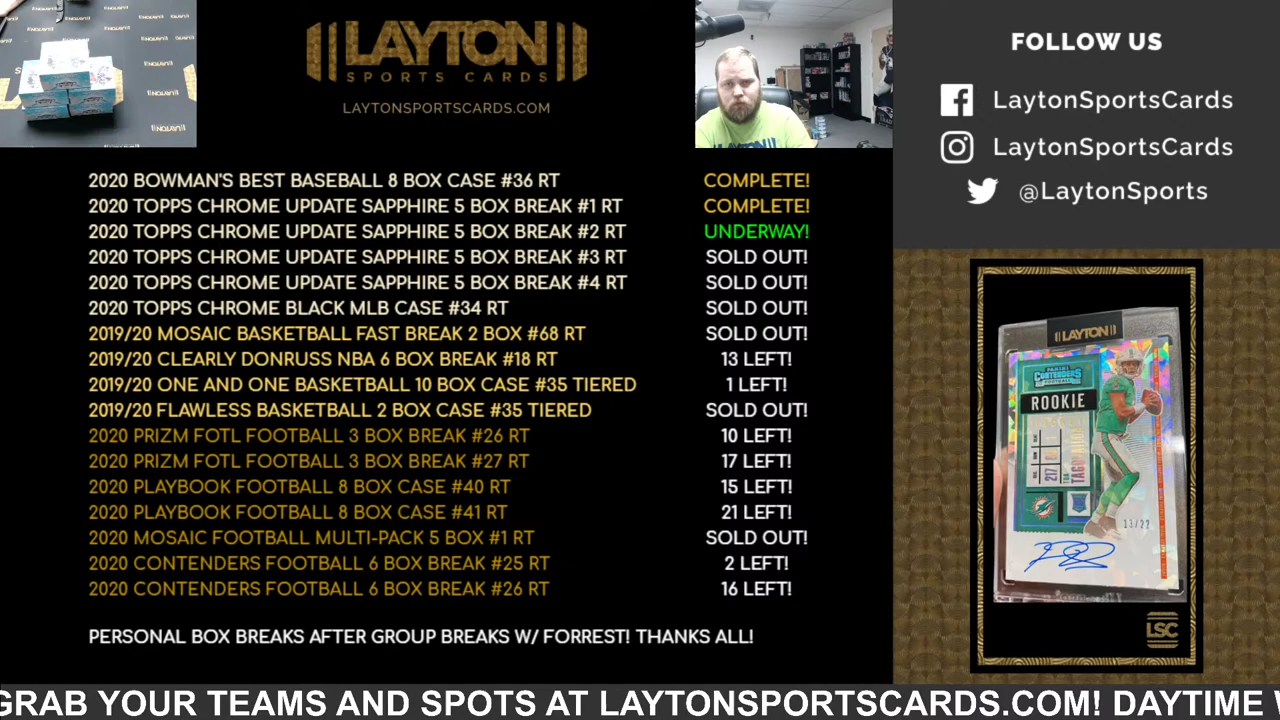 LAYTON
SPORTS CARDS
LAYTONSPORTSCARDS.COM
FOLLOW US
LaytonSportsCards
LaytonSportsCards
@LaytonSports
2020 BOWMAN'S BEST BASEBALL 8 BOX CASE #36 RT COMPLETE!
2020 TOPPS CHROME UPDATE SAPPHIRE 5 BOX BREAK #1 RT COMPLETE!
2020 TOPPS CHROME UPDATE SAPPHIRE 5 BOX BREAK #2 RT UNDERWAY!
2020 TOPPS CHROME UPDATE SAPPHIRE 5 BOX BREAK #3 RT SOLD OUT!
2020 TOPPS CHROME UPDATE SAPPHIRE 5 BOX BREAK #4 RT SOLD OUT!
2020 TOPPS CHROME BLACK MLB CASE #34 RT SOLD OUT!
2019/20 MOSAIC BASKETBALL FAST BREAK 2 BOX #68 RT SOLD OUT!
2019/20 CLEARLY DONRUSS NBA 6 BOX BREAK #18 RT 13 LEFT!
2019/20 ONE AND ONE BASKETBALL 10 BOX CASE #35 TIERED 1 LEFT!
2019/20 FLAWLESS BASKETBALL 2 BOX CASE #35 TIERED SOLD OUT!
2020 PRIZM FOTL FOOTBALL 3 BOX BREAK #26 RT 10 LEFT!
2020 PRIZM FOTL FOOTBALL 3 BOX BREAK #27 RT 17 LEFT!
2020 PLAYBOOK FOOTBALL 8 BOX CASE #40 RT 15 LEFT!
2020 PLAYBOOK FOOTBALL 8 BOX CASE #41 RT 21 LEFT!
2020 MOSAIC FOOTBALL MULTI-PACK 5 BOX #1 RT SOLD OUT!
2020 CONTENDERS FOOTBALL 6 BOX BREAK #25 RT 2 LEFT!
2020 CONTENDERS FOOTBALL 6 BOX BREAK #26 RT 16 LEFT!
PERSONAL BOX BREAKS AFTER GROUP BREAKS W/ FORREST! THANKS ALL!
LAYTON
CONTENDERS
ROOKIE
217
13/22
LSC
GRAB YOUR TEAMS AND SPOTS AT LAYTONSPORTSCARDS.COM! DAYTIME